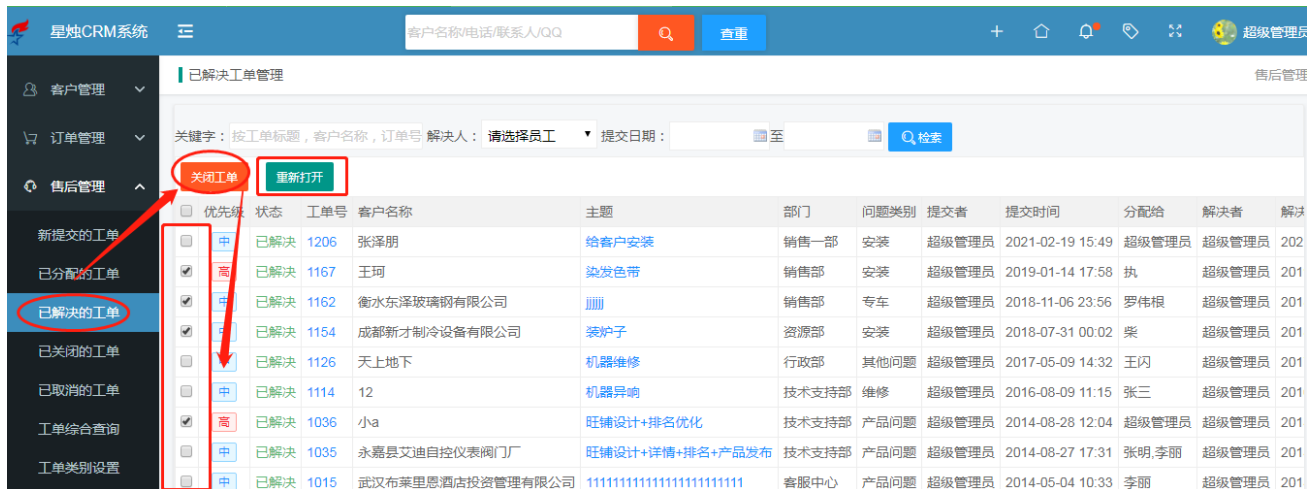 星烛CRM系统 客户名称/电话/联系人/QQ 查重 超级管理员
客户管理 已解决工单管理 售后管理
订单管理 关键字： 按工单标题，客户名称，订单号 解决人： 请选择员工 提交日期： 至 检索
售后管理 关闭工单 重新打开
优先级 状态 工单号 客户名称 主题 部门 问题类别 提交者 提交时间 分配给 解决者 解决
新提交的工单 中 已解决 1206 张泽朋 给客户安装 销售一部 安装 超级管理员 2021-02-19 15:49 超级管理员 超级管理员 202
已分配的工单 高 已解决 1167 王珂 染发色带 销售部 安装 超级管理员 2019-01-14 17:58 执 超级管理员 201
已解决的工单 中 已解决 1162 衡水东泽玻璃钢有限公司 jjjjjj 销售部 专车 超级管理员 2018-11-06 23:56 罗伟根 超级管理员 201
中 已解决 1154 成都新才制冷设备有限公司 装炉子 资源部 安装 超级管理员 2018-07-31 00:02 柴 超级管理员 201
已关闭的工单 中 已解决 1126 天上地下 机器维修 行政部 其他问题 超级管理员 2017-05-09 14:32 王闪 超级管理员 201
已取消的工单 中 已解决 1114 12 机器异响 技术支持部 维修 超级管理员 2016-08-09 11:15 张三 超级管理员 201
工单综合查询 高 已解决 1036 小a 旺铺设计+排名优化 技术支持部 产品问题 超级管理员 2014-08-28 12:04 超级管理员 超级管理员 201
中 已解决 1035 永嘉县艾迪自控仪表阀门厂 旺铺设计+详情+排名+产品发布 技术支持部 产品问题 超级管理员 2014-08-27 17:31 张明,李丽 超级管理员 201
工单类别设置 中 已解决 1015 武汉布莱里恩酒店投资管理有限公司 1111111111111111111111111 客服中心 产品问题 超级管理员 2014-05-04 10:33 李丽 超级管理员 201